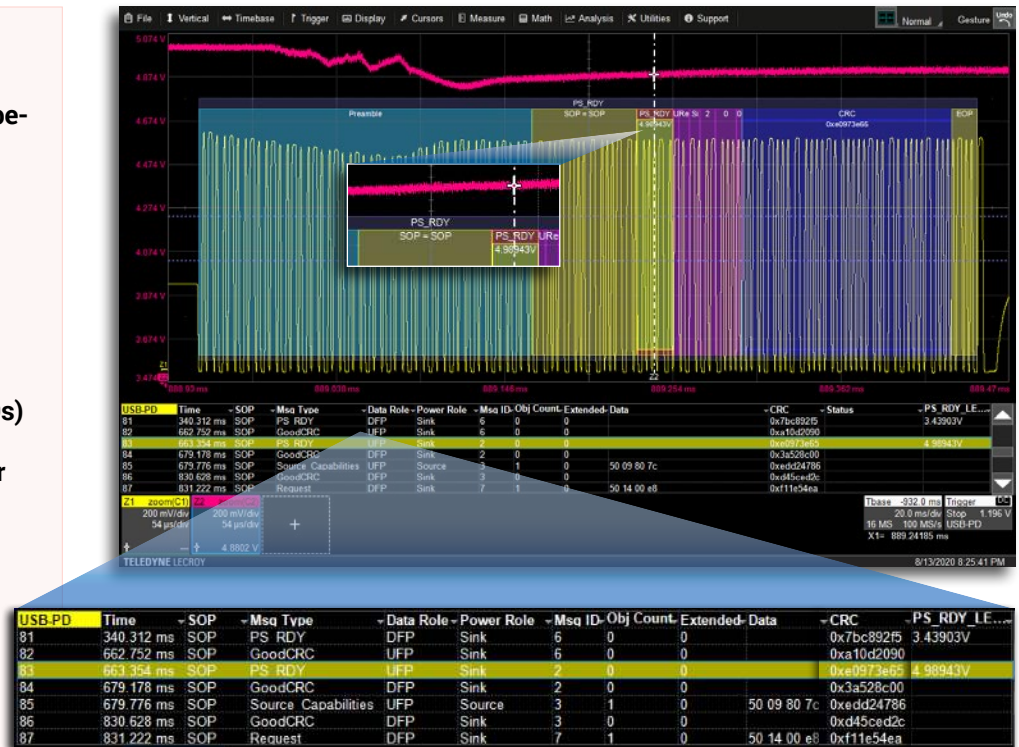 pe-
s)
r
File Vertical Timebase Trigger Display Cursors Measure Math Analysis Utilities Support Normal Gesture Undo
5.074 V
4.874 V
4.674 V
4.474 V
4.274 V
4.074 V
3.474 V
PS_RDY
Preamble SOP = SOP PS_RDY URe S: 2 0 0 CRC EOP
4.98943V 0xe0973e65
PS_RDY
SOP = SOP PS_RDY URe
4.98943V
Z2
888.93 ms 889.038 ms 889.146 ms 889.254 ms 889.362 ms 889.47 ms
USB-PD Time SOP Msg Type Data Role Power Role Msg ID Obj Count. Extended Data CRC Status PS_RDY_LE...
81 340.312 ms SOP PS RDY DFP Sink 6 0 0 0x7bc892f5 3.43903V
82 662.752 ms SOP GoodCRC UFP Sink 6 0 0 0xa10d2090
83 663.354 ms SOP PS RDY UFP Sink 2 0 0 0xe0973e65 4.98943V
84 679.178 ms SOP GoodCRC DFP Sink 2 0 0 0x3a528c00
85 679.776 ms SOP Source Capabilities UFP Source 3 1 0 50 09 80 7c 0xedd24786
86 830.628 ms SOP GoodCRC DFP Sink 3 0 0 0xd45ced2c
87 831.222 ms SOP Request DFP Sink 7 1 0 50 14 00 e8 0xf11e54ea
Z1 zoom(C1) Z2 zoom(C2)
200 mV/div 200 mV/div
54 µs/div 54 µs/div
4.8802 V
Tbase -932.0 ms Trigger DC
20.0 ms/div Stop 1.196 V
16 MS 100 MS/s USB-PD
X1= 889.24185 ms
TELEDYNE LECROY 8/13/2020 8:25:41 PM
USB-PD Time SOP Msg Type Data Role Power Role Msg ID Obj Count. Extended Data CRC PS_RDY_LE...
81 340.312 ms SOP PS RDY DFP Sink 6 0 0 0x7bc892f5 3.43903V
82 662.752 ms SOP GoodCRC UFP Sink 6 0 0 0xa10d2090
83 663.354 ms SOP PS RDY UFP Sink 2 0 0 0xe0973e65 4.98943V
84 679.178 ms SOP GoodCRC DFP Sink 2 0 0 0x3a528c00
85 679.776 ms SOP Source Capabilities UFP Source 3 1 0 50 09 80 7c 0xedd24786
86 830.628 ms SOP GoodCRC DFP Sink 3 0 0 0xd45ced2c
87 831.222 ms SOP Request DFP Sink 7 1 0 50 14 00 e8 0xf11e54ea